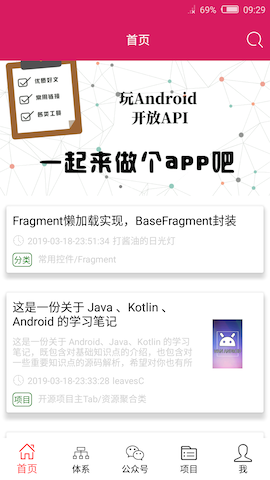 69% 09:29
首页
优质好文
常用链接
玩Android
开放API
一起来做个app吧
Fragment懒加载实现，BaseFragment封装
2019-03-18-23:51:34 打酱油的日光灯
分类 常用控件/Fragment
这是一份关于 Java 、Kotlin 、
Android 的学习笔记
这是一份关于 Android、Java、Kotlin 的学习
笔记，既包含对基础知识点的介绍，也包含对
一些重要知识点的源码解析，希望对你也有所
2019-03-18-23:33:28 leavesC
项目 开源项目主Tab/资源聚合类
首页 体系 公众号 项目 我